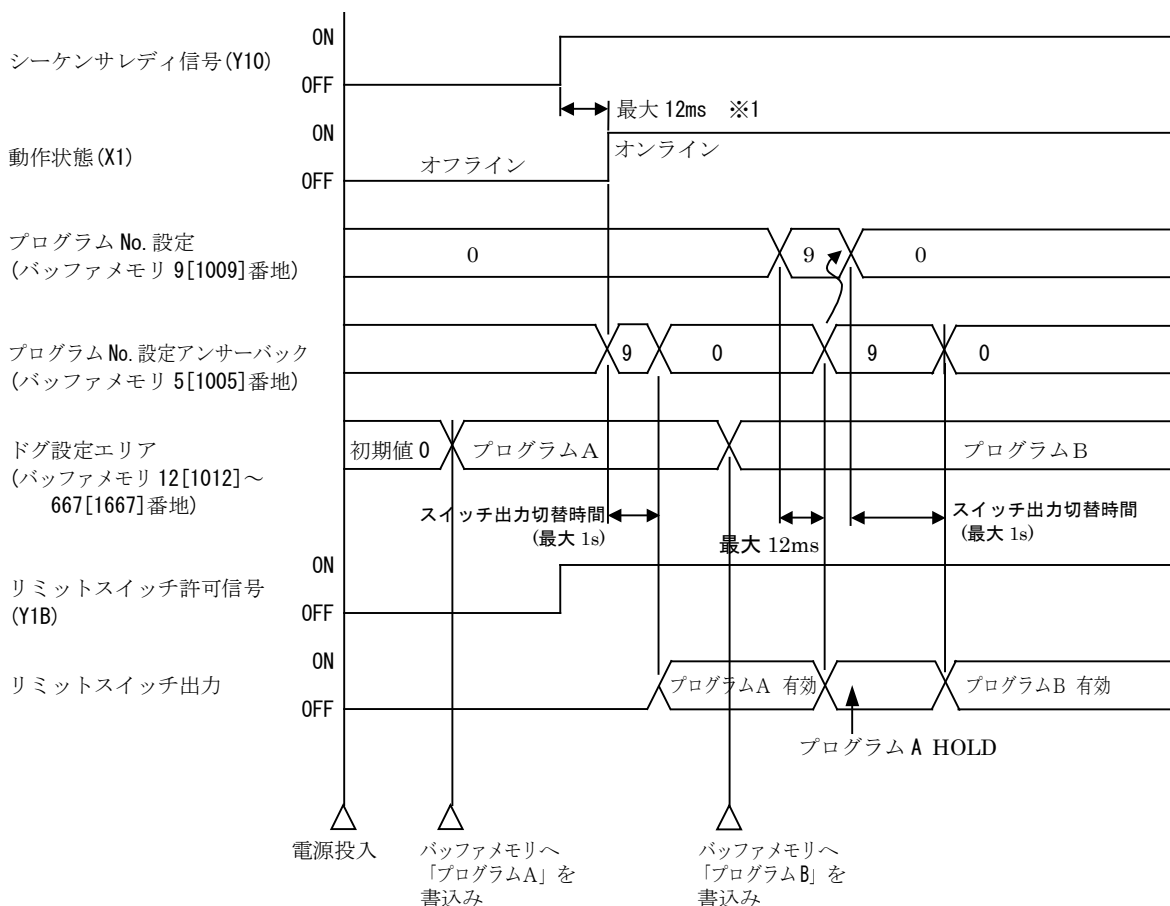 ON
シーケンサレディ信号(Y10)
OFF
最大 12ms ※1
ON
動作状態(X1)
オフライン
オンライン
OFF
プログラム No. 設定
(バッファメモリ 9[1009]番地)
0
9
0
プログラム No. 設定アンサーバック
(バッファメモリ 5[1005]番地)
9
0
9
0
ドグ設定エリア
(バッファメモリ 12[1012]～
667[1667]番地)
初期値 0
プログラムA
プログラムB
スイッチ出力切替時間
(最大 1s)
最大 12ms
スイッチ出力切替時間
(最大 1s)
ON
リミットスイッチ許可信号
(Y1B)
OFF
ON
リミットスイッチ出力
プログラムA 有効
プログラムB 有効
OFF
プログラム A HOLD
電源投入
バッファメモリへ
「プログラムA」を
書込み
バッファメモリへ
「プログラムB」を
書込み